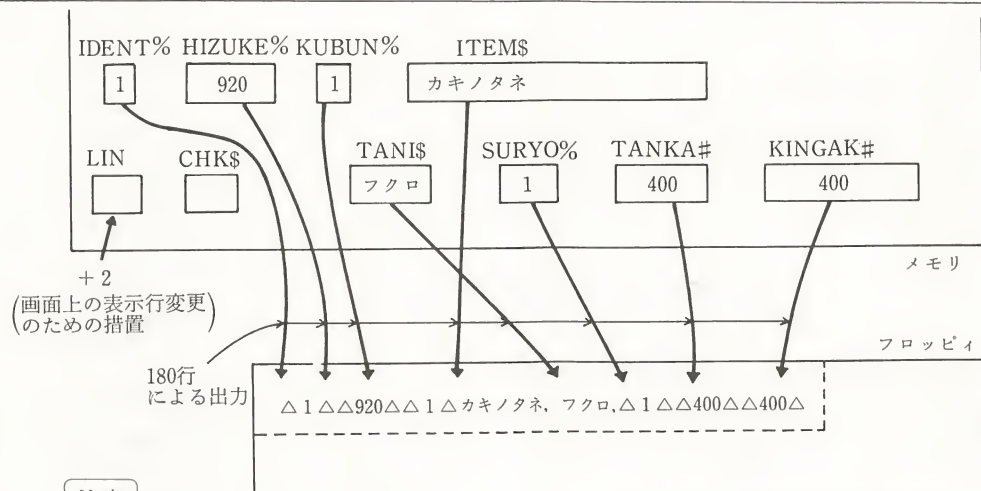 IDENT% HIZUKE% KUBUN% ITEM$
1 920 1 カキノタネ
LIN CHK$ TANI$ SURYO% TANKA# KINGAK#
フクロ 1 400 400
+2
(画面上の表示行変更
のための措置)
メモリ
フロッピィ
180行
による出力
△1△△920△△1△カキノタネ, フクロ,△1△△400△△400△